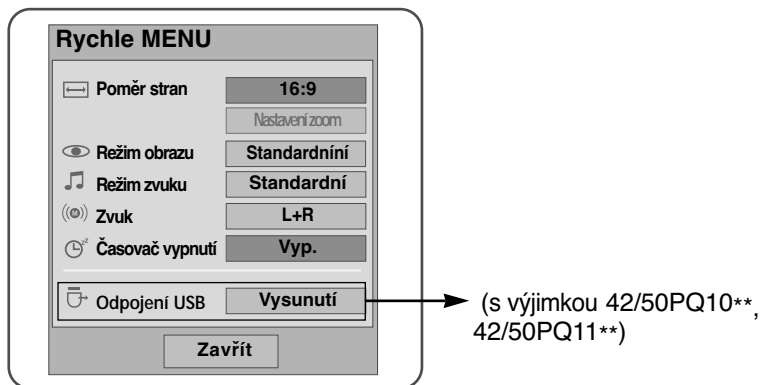 Rychle MENU
Poměr stran 16:9
Nastavení zoom
Režim obrazu Standardníní
Režim zvuku Standardní
Zvuk L+R
Časovač vypnutí Vyp.
Odpojení USB Vysunutí
Zavřít
(s výjimkou 42/50PQ10**,
42/50PQ11**)